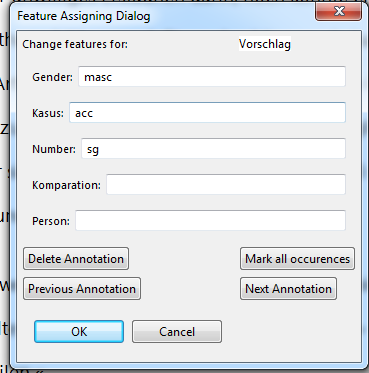 Feature Assigning Dialog
Change features for: Vorschlag
Gender: masc
Kasus: acc
Number: sg
Komparation:
Person:
Delete Annotation Mark all occurences
Previous Annotation Next Annotation
OK Cancel